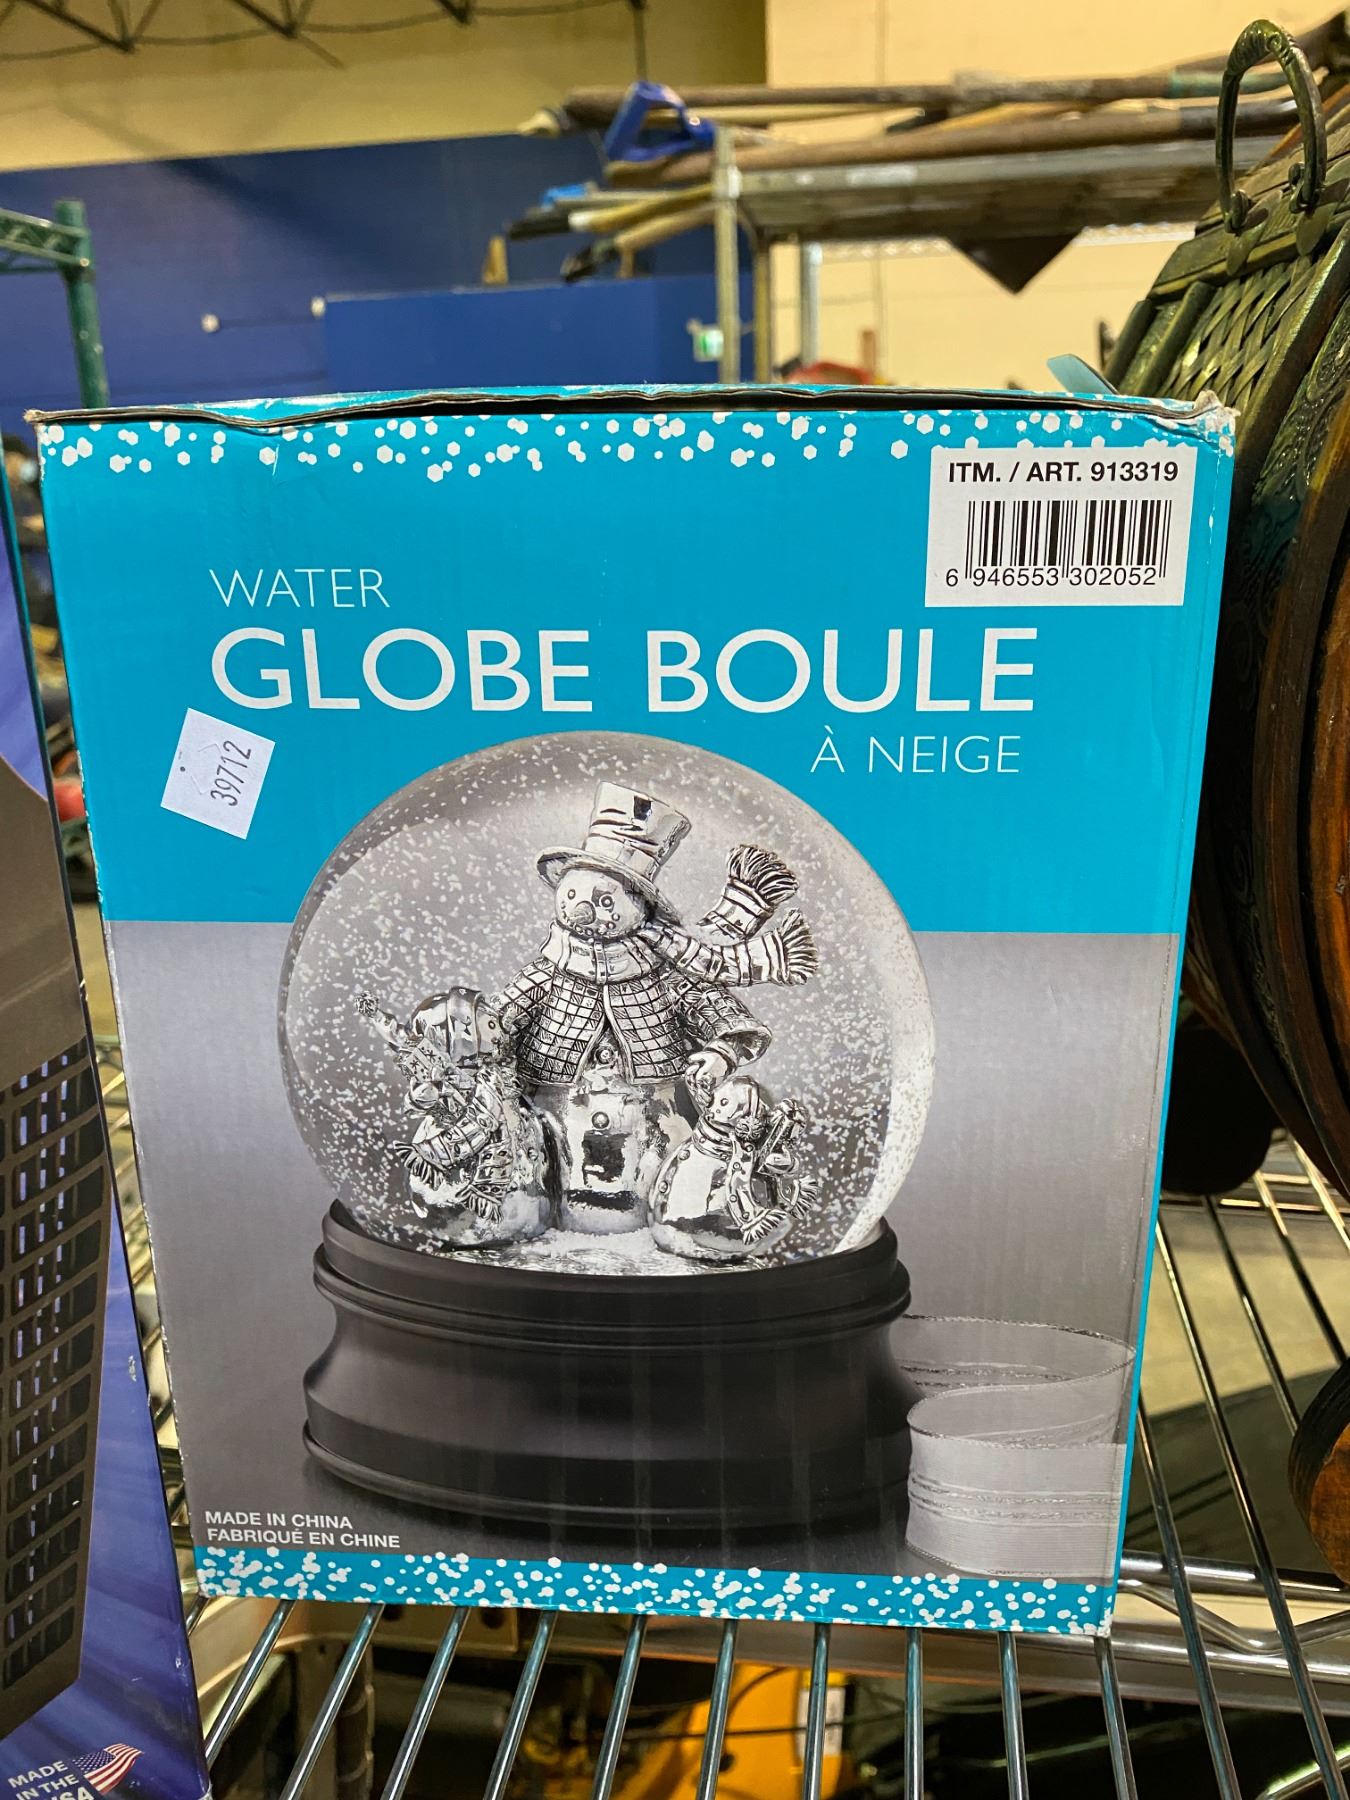 ITM. / ART. 913319
6 946553 302052
WATER
GLOBE BOULE
À NEIGE
39712
MADE IN CHINA
FABRIQUÉ EN CHINE
MADE
IN THE
USA